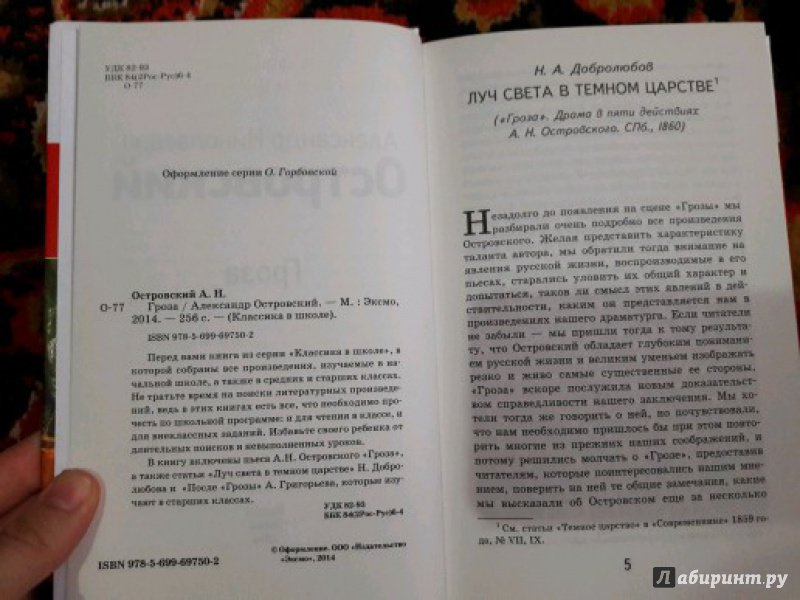 УДК 82-93
ББК 84(2Рос-Рус)6-4
О-77
Оформление серии О. Горбовской
Островский А. Н.
О-77 Гроза / Александр Островский. — М. : Эксмо,
2014. — 256 с. — (Классика в школе).
ISBN 978-5-699-69750-2
Перед вами книга из серии «Классика в школе», в
которой собраны все произведения, изучаемые в на-
чальной школе, а также в средних и старших классах.
Не тратьте время на поиски литературных произведе-
ний, ведь в этих книгах есть все, что необходимо про-
честь по школьной программе: и для чтения в классе, и
для внеклассных заданий. Избавьте своего ребенка от
длительных поисков и невыполненных уроков.
В книгу включены пьеса А.Н. Островского «Гроза»,
а также статьи «Луч света в темном царстве» Н. Добро-
любова и «После «Грозы» А. Григорьева, которые изу-
чают в старших классах.
УДК 82-93
ББК 84(2Рос-Рус)6-4
© Оформление. ООО «Издательство
«Эксмо», 2014
ISBN 978-5-699-69750-2
Н. А. Добролюбов
ЛУЧ СВЕТА В ТЕМНОМ ЦАРСТВЕ¹
(«Гроза». Драма в пяти действиях
А. Н. Островского. СПб., 1860)
Незадолго до появления на сцене «Грозы» мы
разбирали очень подробно все произведения
Островского. Желая представить характеристику
таланта автора, мы обратили тогда внимание на
явления русской жизни, воспроизводимые в его
пьесах, старались уловить их общий характер и
допытаться, таков ли смысл этих явлений в дей-
ствительности, каким он представляется нам в
произведениях нашего драматурга. Если читатели
не забыли — мы пришли тогда к тому результа-
ту, что Островский обладает глубоким понимани-
ем русской жизни и великим уменьем изображать
резко и живо самые существенные ее стороны.
«Гроза» вскоре послужила новым доказательст-
вом справедливости нашего заключения. Мы хо-
тели тогда же говорить о ней, но почувствовали,
что нам необходимо пришлось бы при этом повто-
рить многие из прежних наших соображений, и
потому решились молчать о «Грозе», предоставив
читателям, которые поинтересовались нашим мне-
нием, поверить на ней те общие замечания, какие
мы высказали об Островском еще за несколько
¹ См. статьи «Темное царство» в «Современнике» 1859 го-
да, № VII, IX.
5
Лабиринт.ру